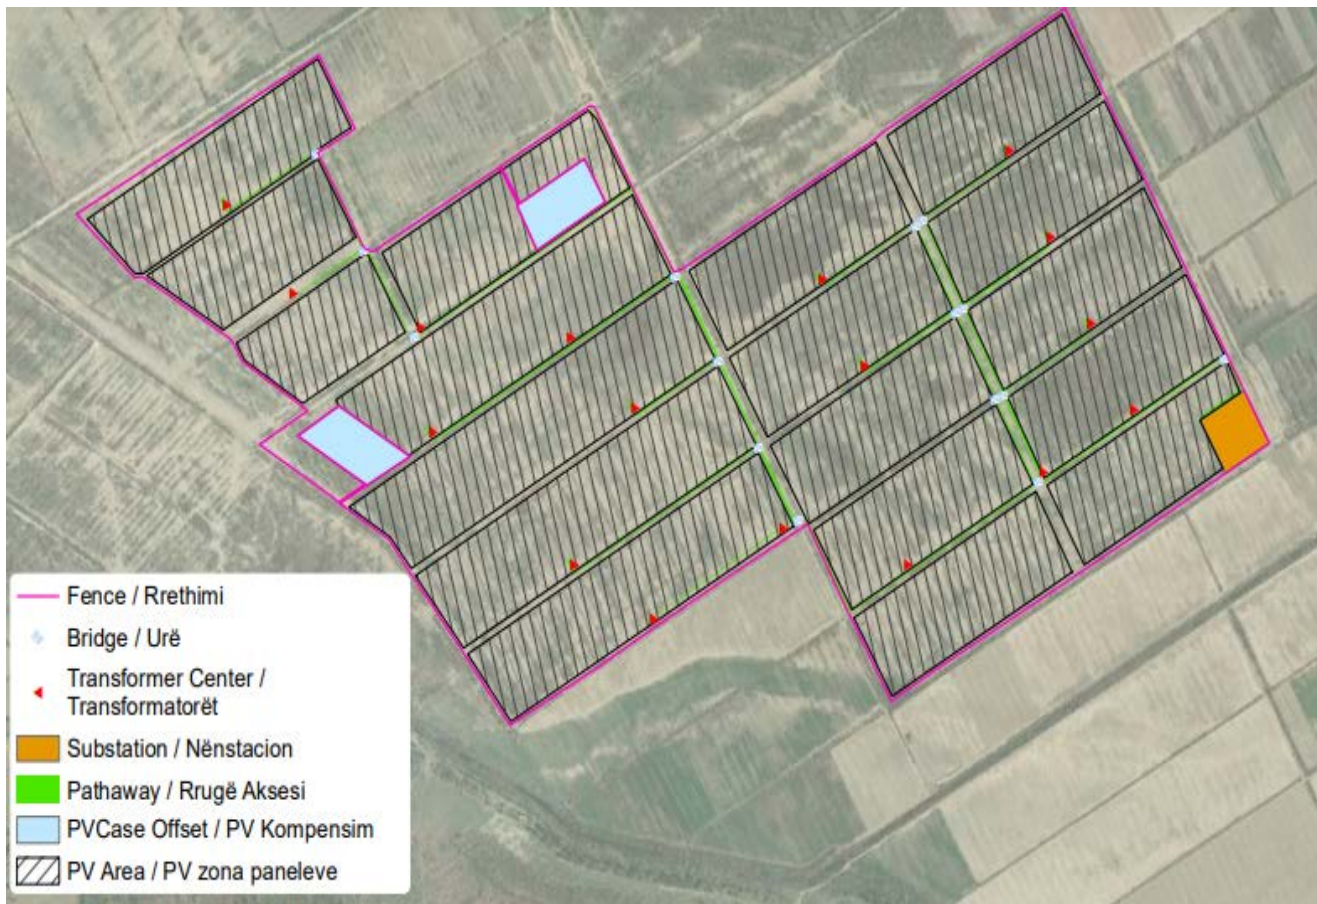 Fence / Rrethimi
Bridge / Urë
Transformer Center /
Transformatorët
Substation / Nënstacion
Pathaway / Rrugë Aksesi
PVCase Offset / PV Kompensim
PV Area / PV zona paneleve